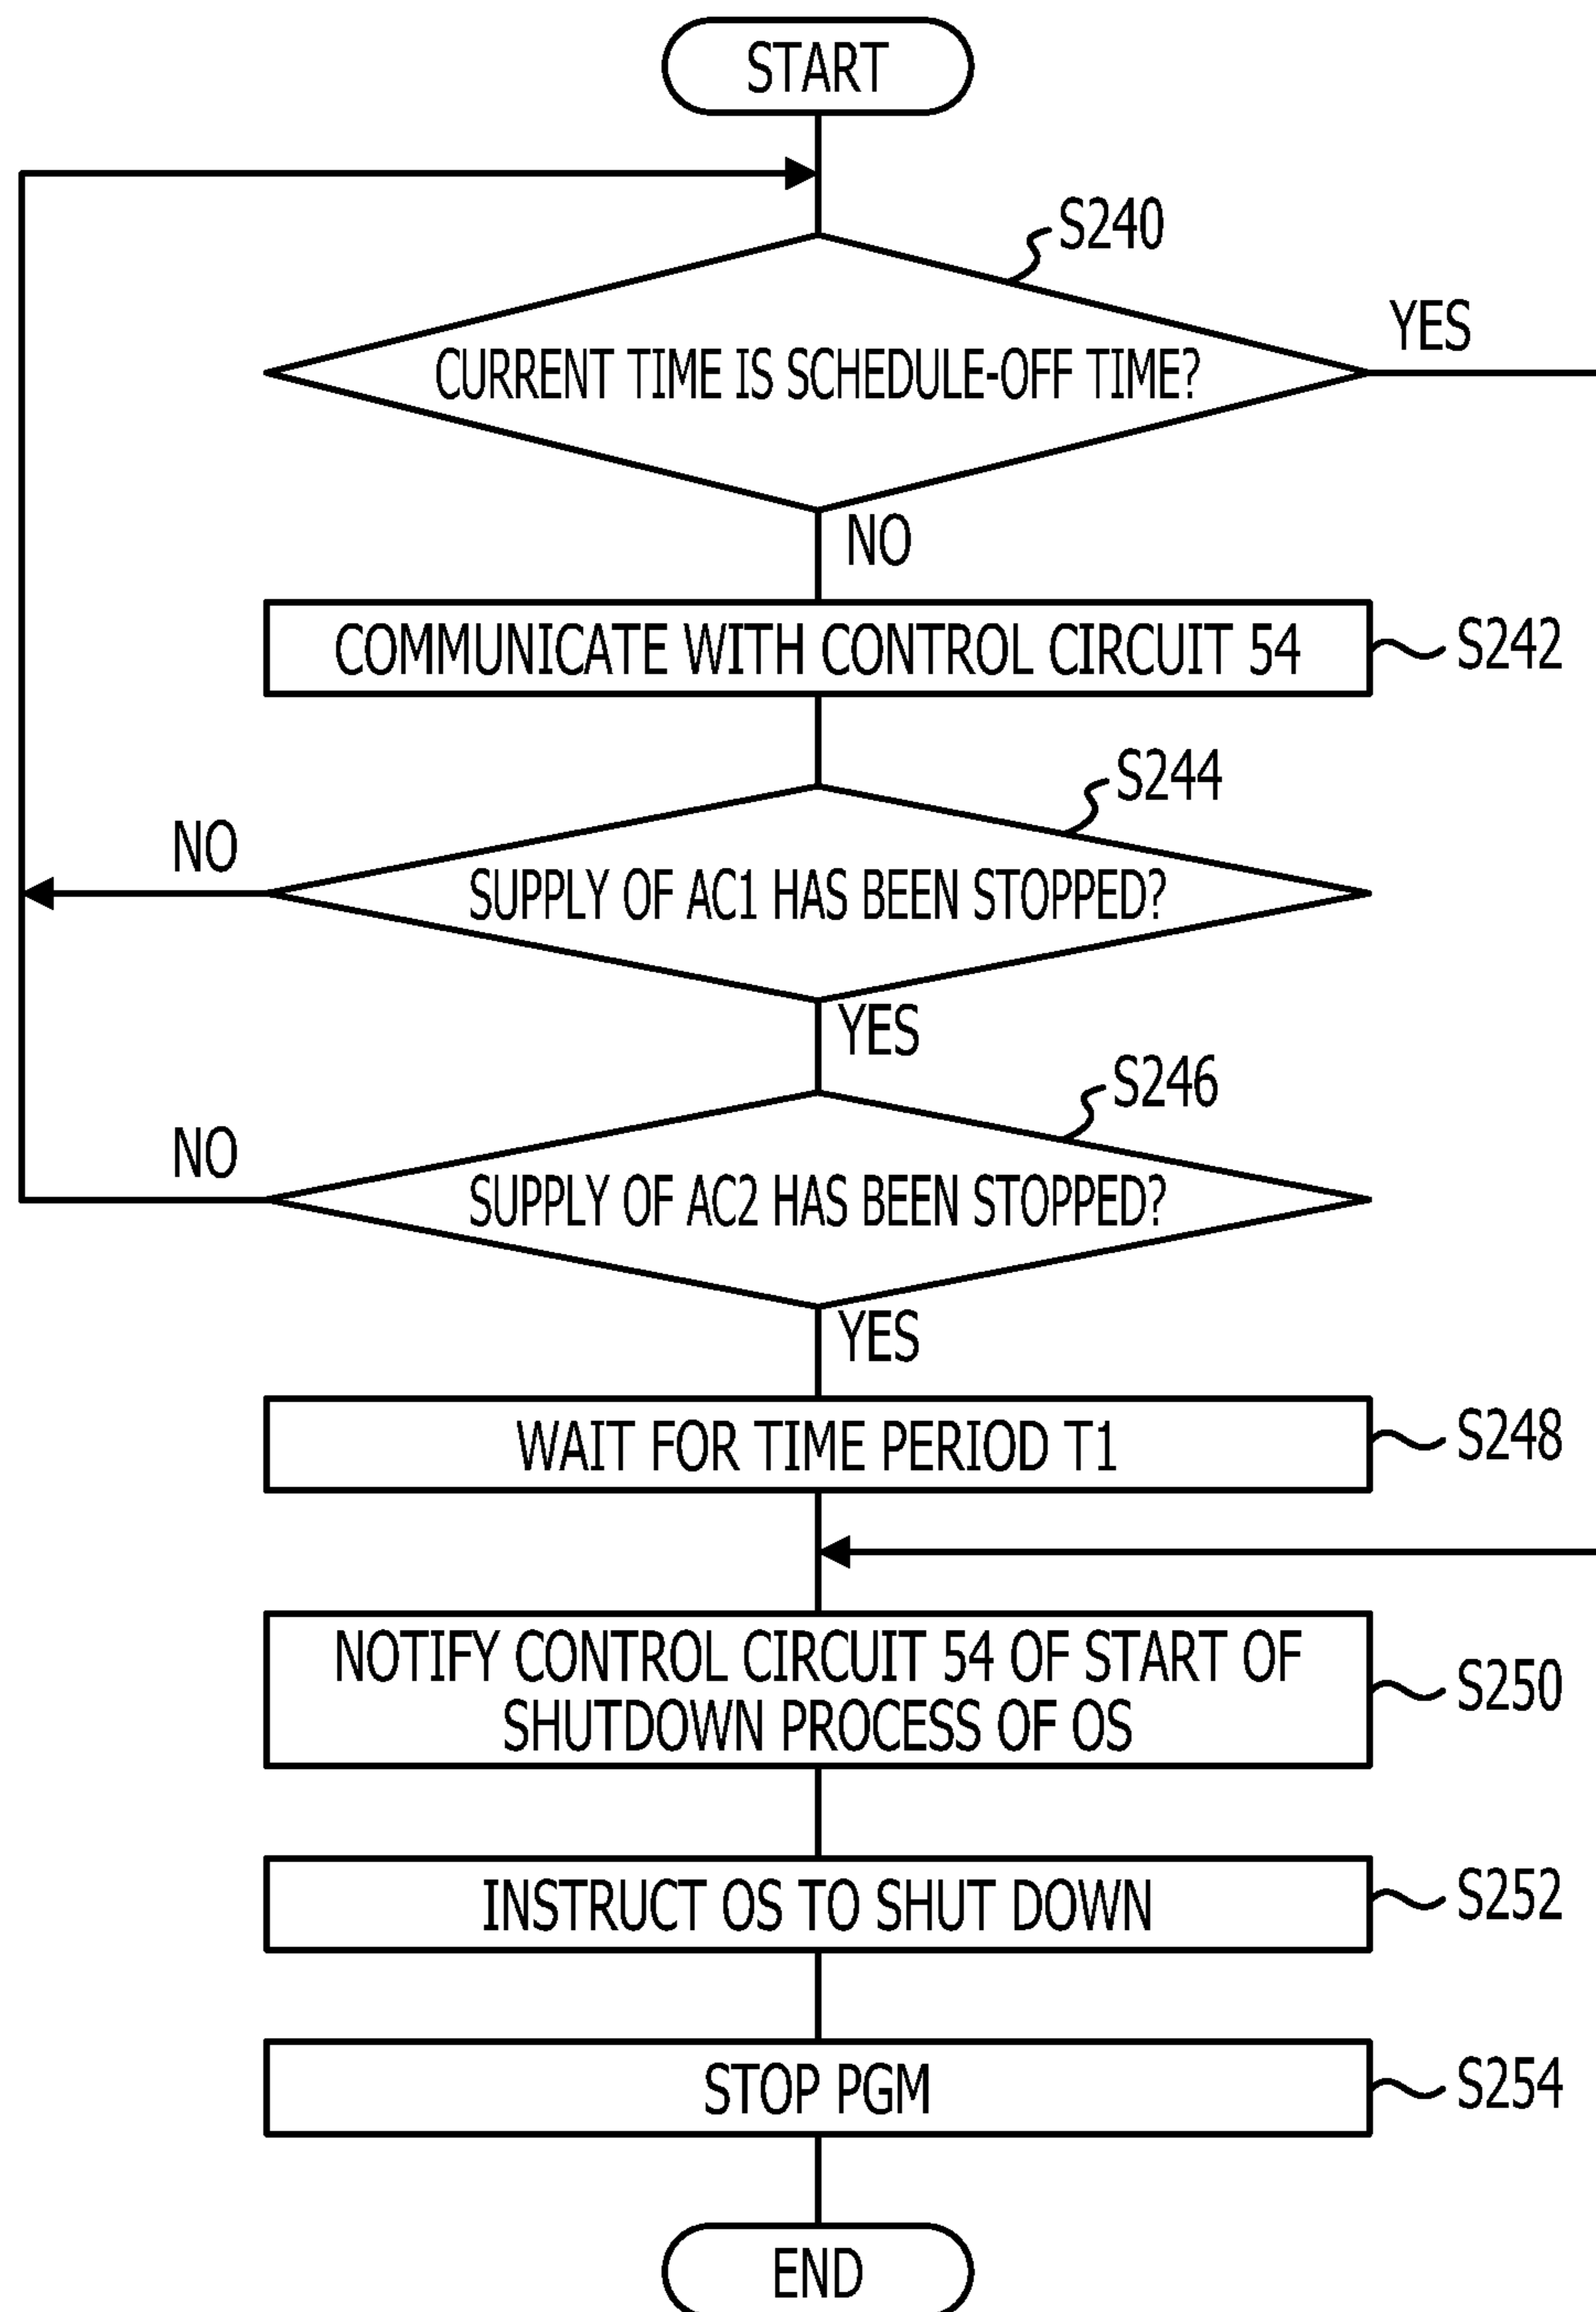 START
S240
YES
CURRENT TIME IS SCHEDULE-OFF TIME?
NO
COMMUNICATE WITH CONTROL CIRCUIT 54
S242
S244
NO
SUPPLY OF AC1 HAS BEEN STOPPED?
YES
S246
NO
SUPPLY OF AC2 HAS BEEN STOPPED?
YES
WAIT FOR TIME PERIOD T1
S248
NOTIFY CONTROL CIRCUIT 54 OF START OF
SHUTDOWN PROCESS OF OS
S250
INSTRUCT OS TO SHUT DOWN
S252
STOP PGM
S254
END